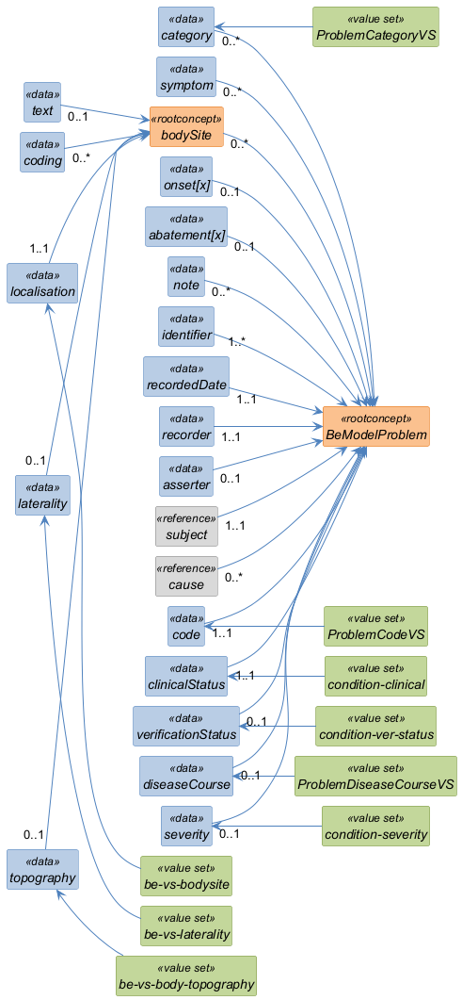 «data»
category
0..*
«value set»
ProblemCategoryVS
«data»
symptom
0..*
«data»
text
0..1
«rootconcept»
bodySite
0..*
«data»
coding
0..*
«data»
onset[x]
0..1
«data»
abatement[x]
0..1
1..1
«data»
localisation
«data»
note
0..*
«data»
identifier
1..*
«data»
recordedDate
1..1
«rootconcept»
BeModelProblem
«data»
recorder
1..1
0..1
«data»
laterality
«data»
asserter
0..1
«reference»
subject
1..1
«reference»
cause
0..*
«data»
code
1..1
«value set»
ProblemCodeVS
«data»
clinicalStatus
1..1
«value set»
condition-clinical
«data»
verificationStatus
0..1
«value set»
condition-ver-status
«data»
diseaseCourse
0..1
«value set»
ProblemDiseaseCourseVS
«data»
severity
0..1
«value set»
condition-severity
0..1
«data»
topography
«value set»
be-vs-bodysite
«value set»
be-vs-laterality
«value set»
be-vs-body-topography